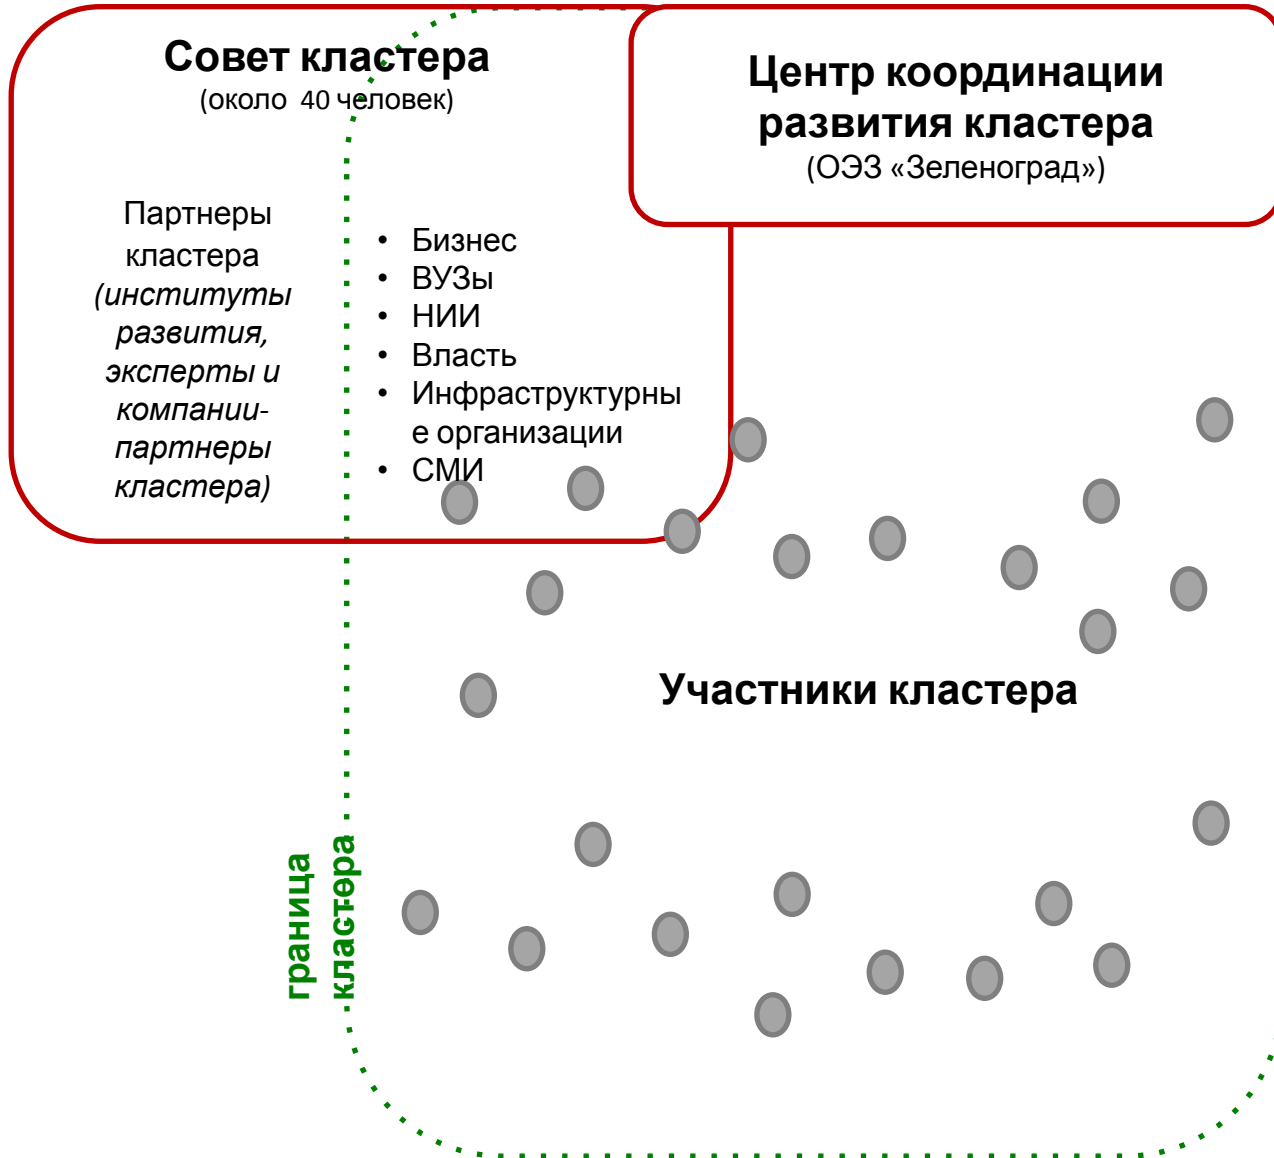 Совет кластера
(около 40 человек)
Центр координации
развития кластера
(ОЭЗ «Зеленоград»)
Партнеры
кластера
(институты
развития,
эксперты и
компании-
партнеры
кластера)
• Бизнес
• ВУЗы
• НИИ
• Власть
• Инфраструктурны
е организации
• СМИ
Участники кластера
граница
кластера